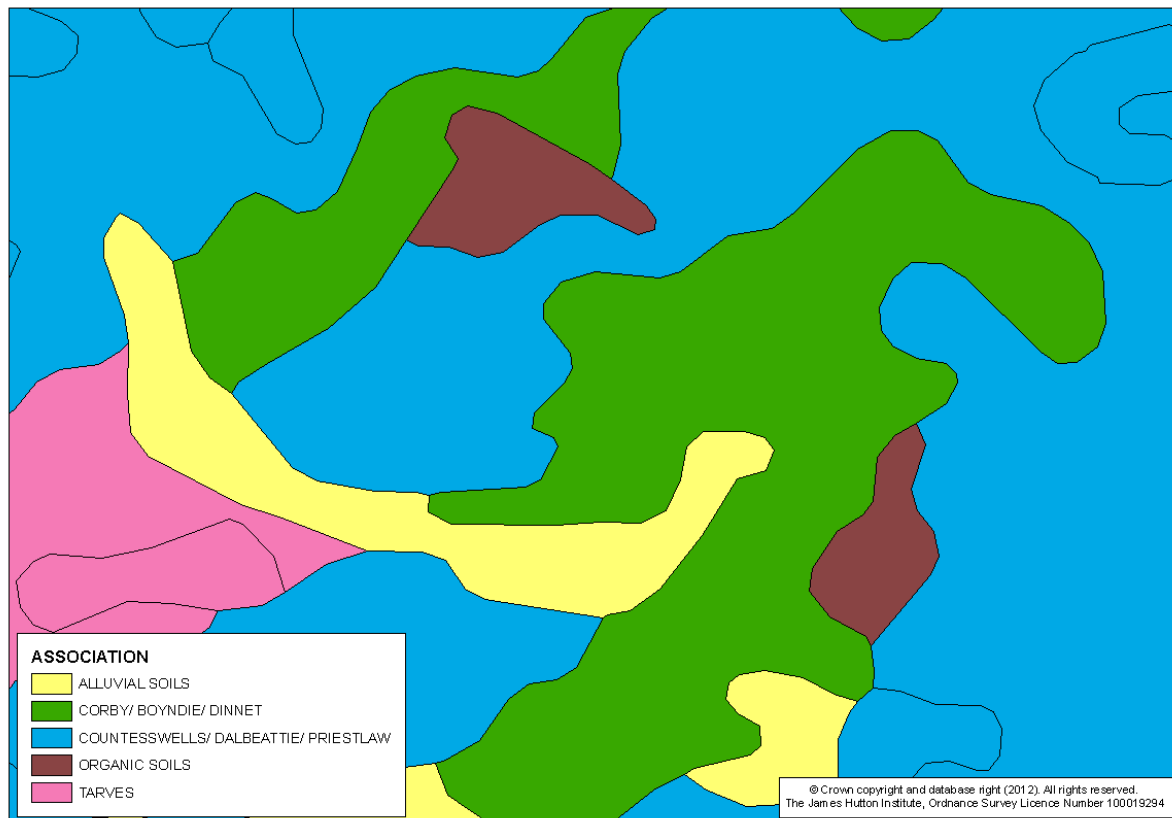 ASSOCIATION
ALLUVIAL SOILS
CORBY/ BOYNDIE/ DINNET
COUNTESSWELLS/ DALBEATTIE/ PRIESTLAW
ORGANIC SOILS
TARVES
© Crown copyright and database right (2012). All rights reserved.
The James Hutton Institute, Ordnance Survey Licence Number 100019294